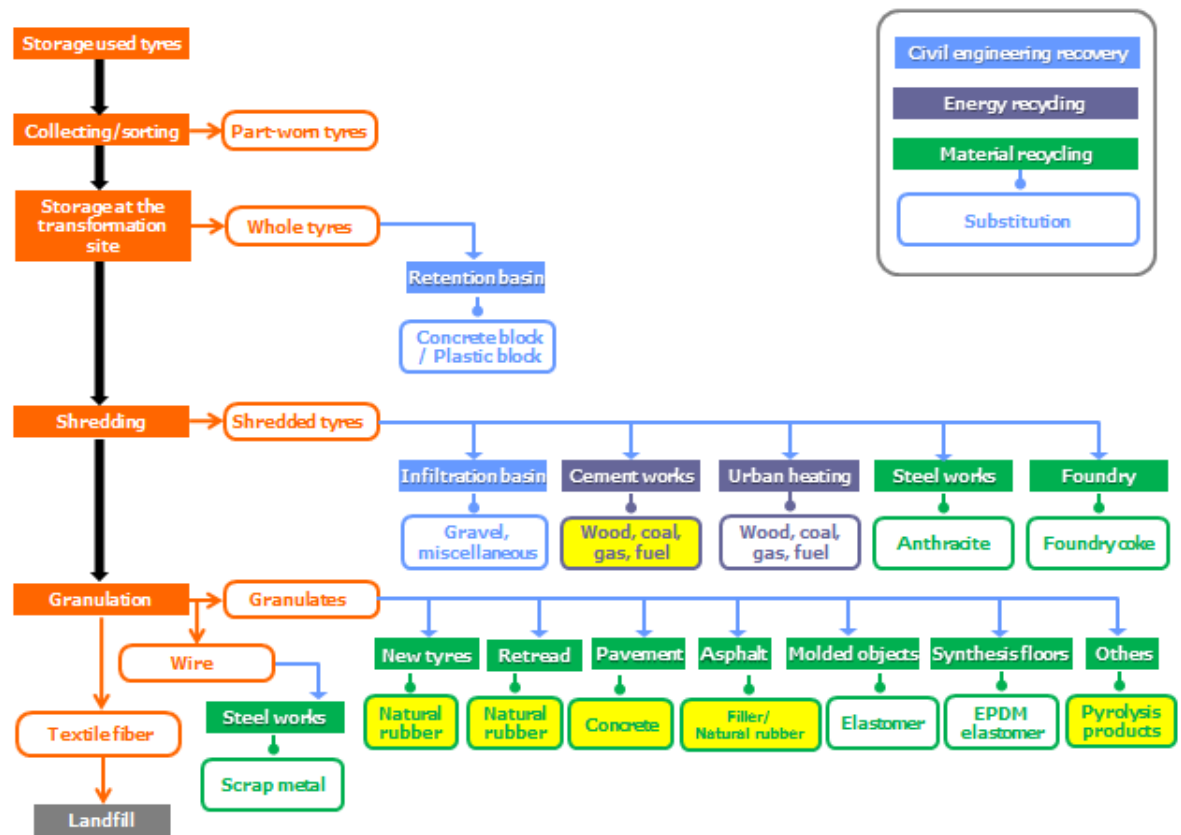 Storage used tyres
Civil engineering recovery
Energy recycling
Collecting/sorting
Part-worn tyres
Material recycling
Storage at the
transformation
site
Whole tyres
Substitution
Retention basin
Concrete block
/ Plastic block
Shredding
Shredded tyres
Infiltration basin
Cement works
Urban heating
Steel works
Foundry
Gravel,
miscellaneous
Wood, coal,
gas, fuel
Wood, coal,
gas, fuel
Anthracite
Foundry coke
Granulation
Granulates
Wire
New tyres
Retread
Pavement
Asphalt
Molded objects
Synthesis floors
Others
Natural
rubber
Natural
rubber
Concrete
Filler/
Natural rubber
Elastomer
EPDM
elastomer
Pyrolysis
products
Textile fiber
Steel works
Scrap metal
Landfill